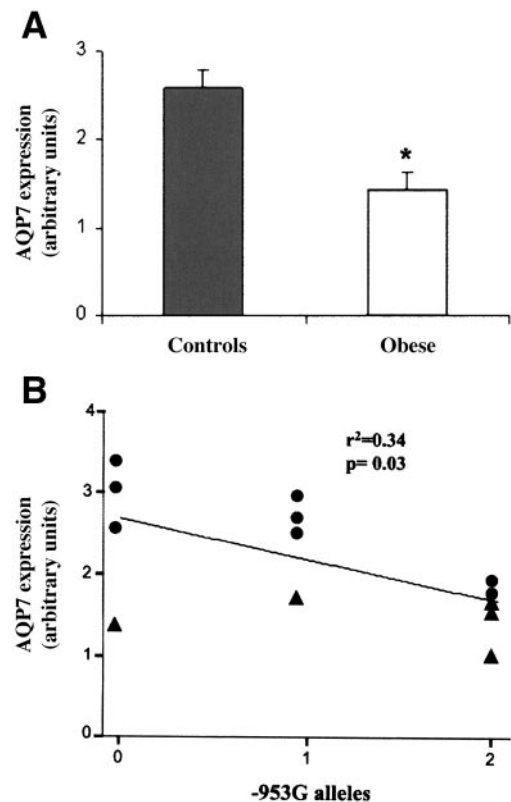 A
AQP7 expression
(arbitrary units)
3
2
1
0
*
Controls Obese
B
AQP7 expression
(arbitrary units)
4
3
2
1
0
r²=0.34
p= 0.03
0 1 2
-953G alleles